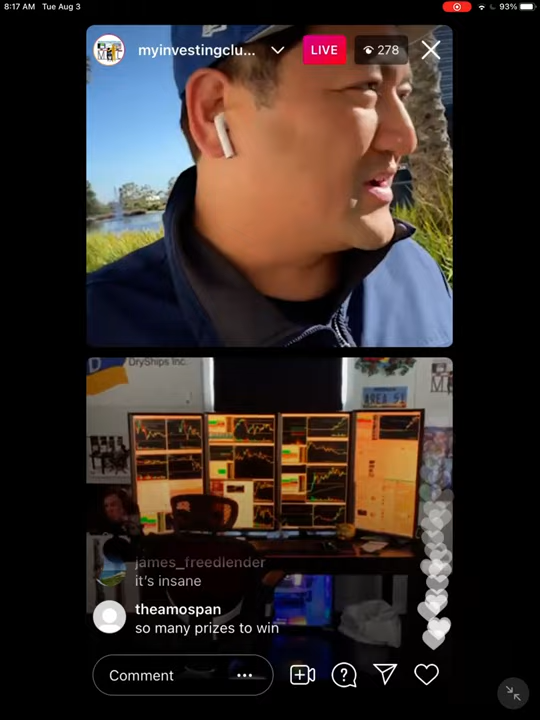 8:17 AM Tue Aug 3
93%
myinvestingclu...
LIVE
278
DryShips Inc.
AREA 51
james_freedlender
it's insane
theamospan
so many prizes to win
Comment